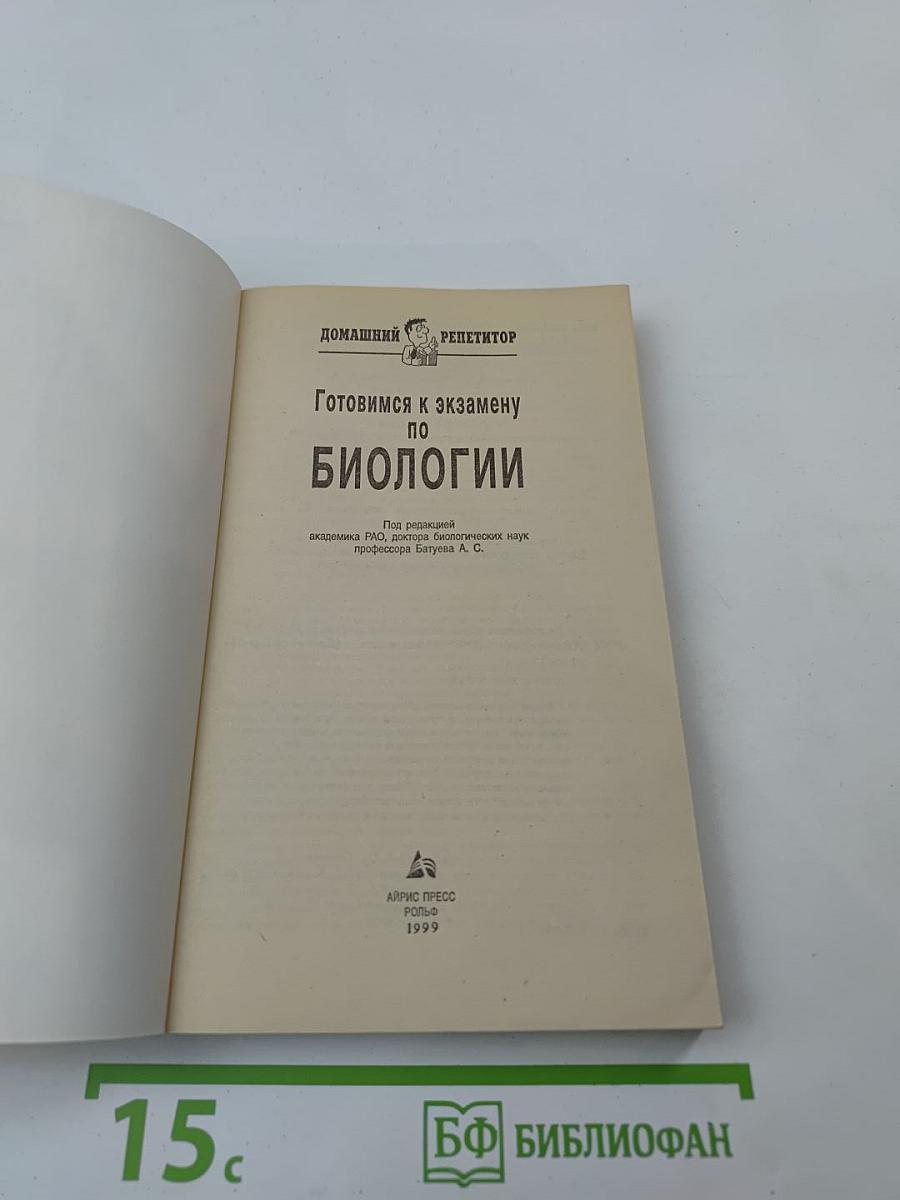 ДОМАШНИЙ РЕПЕТИТОР
Готовимся к экзамену
по
БИОЛОГИИ
Под редакцией
академика РАО, доктора биологических наук
профессора Батуева А. С.
АЙРИС ПРЕСС
РОЛЬФ
1999
15 с
БФ БИБЛИОФАН